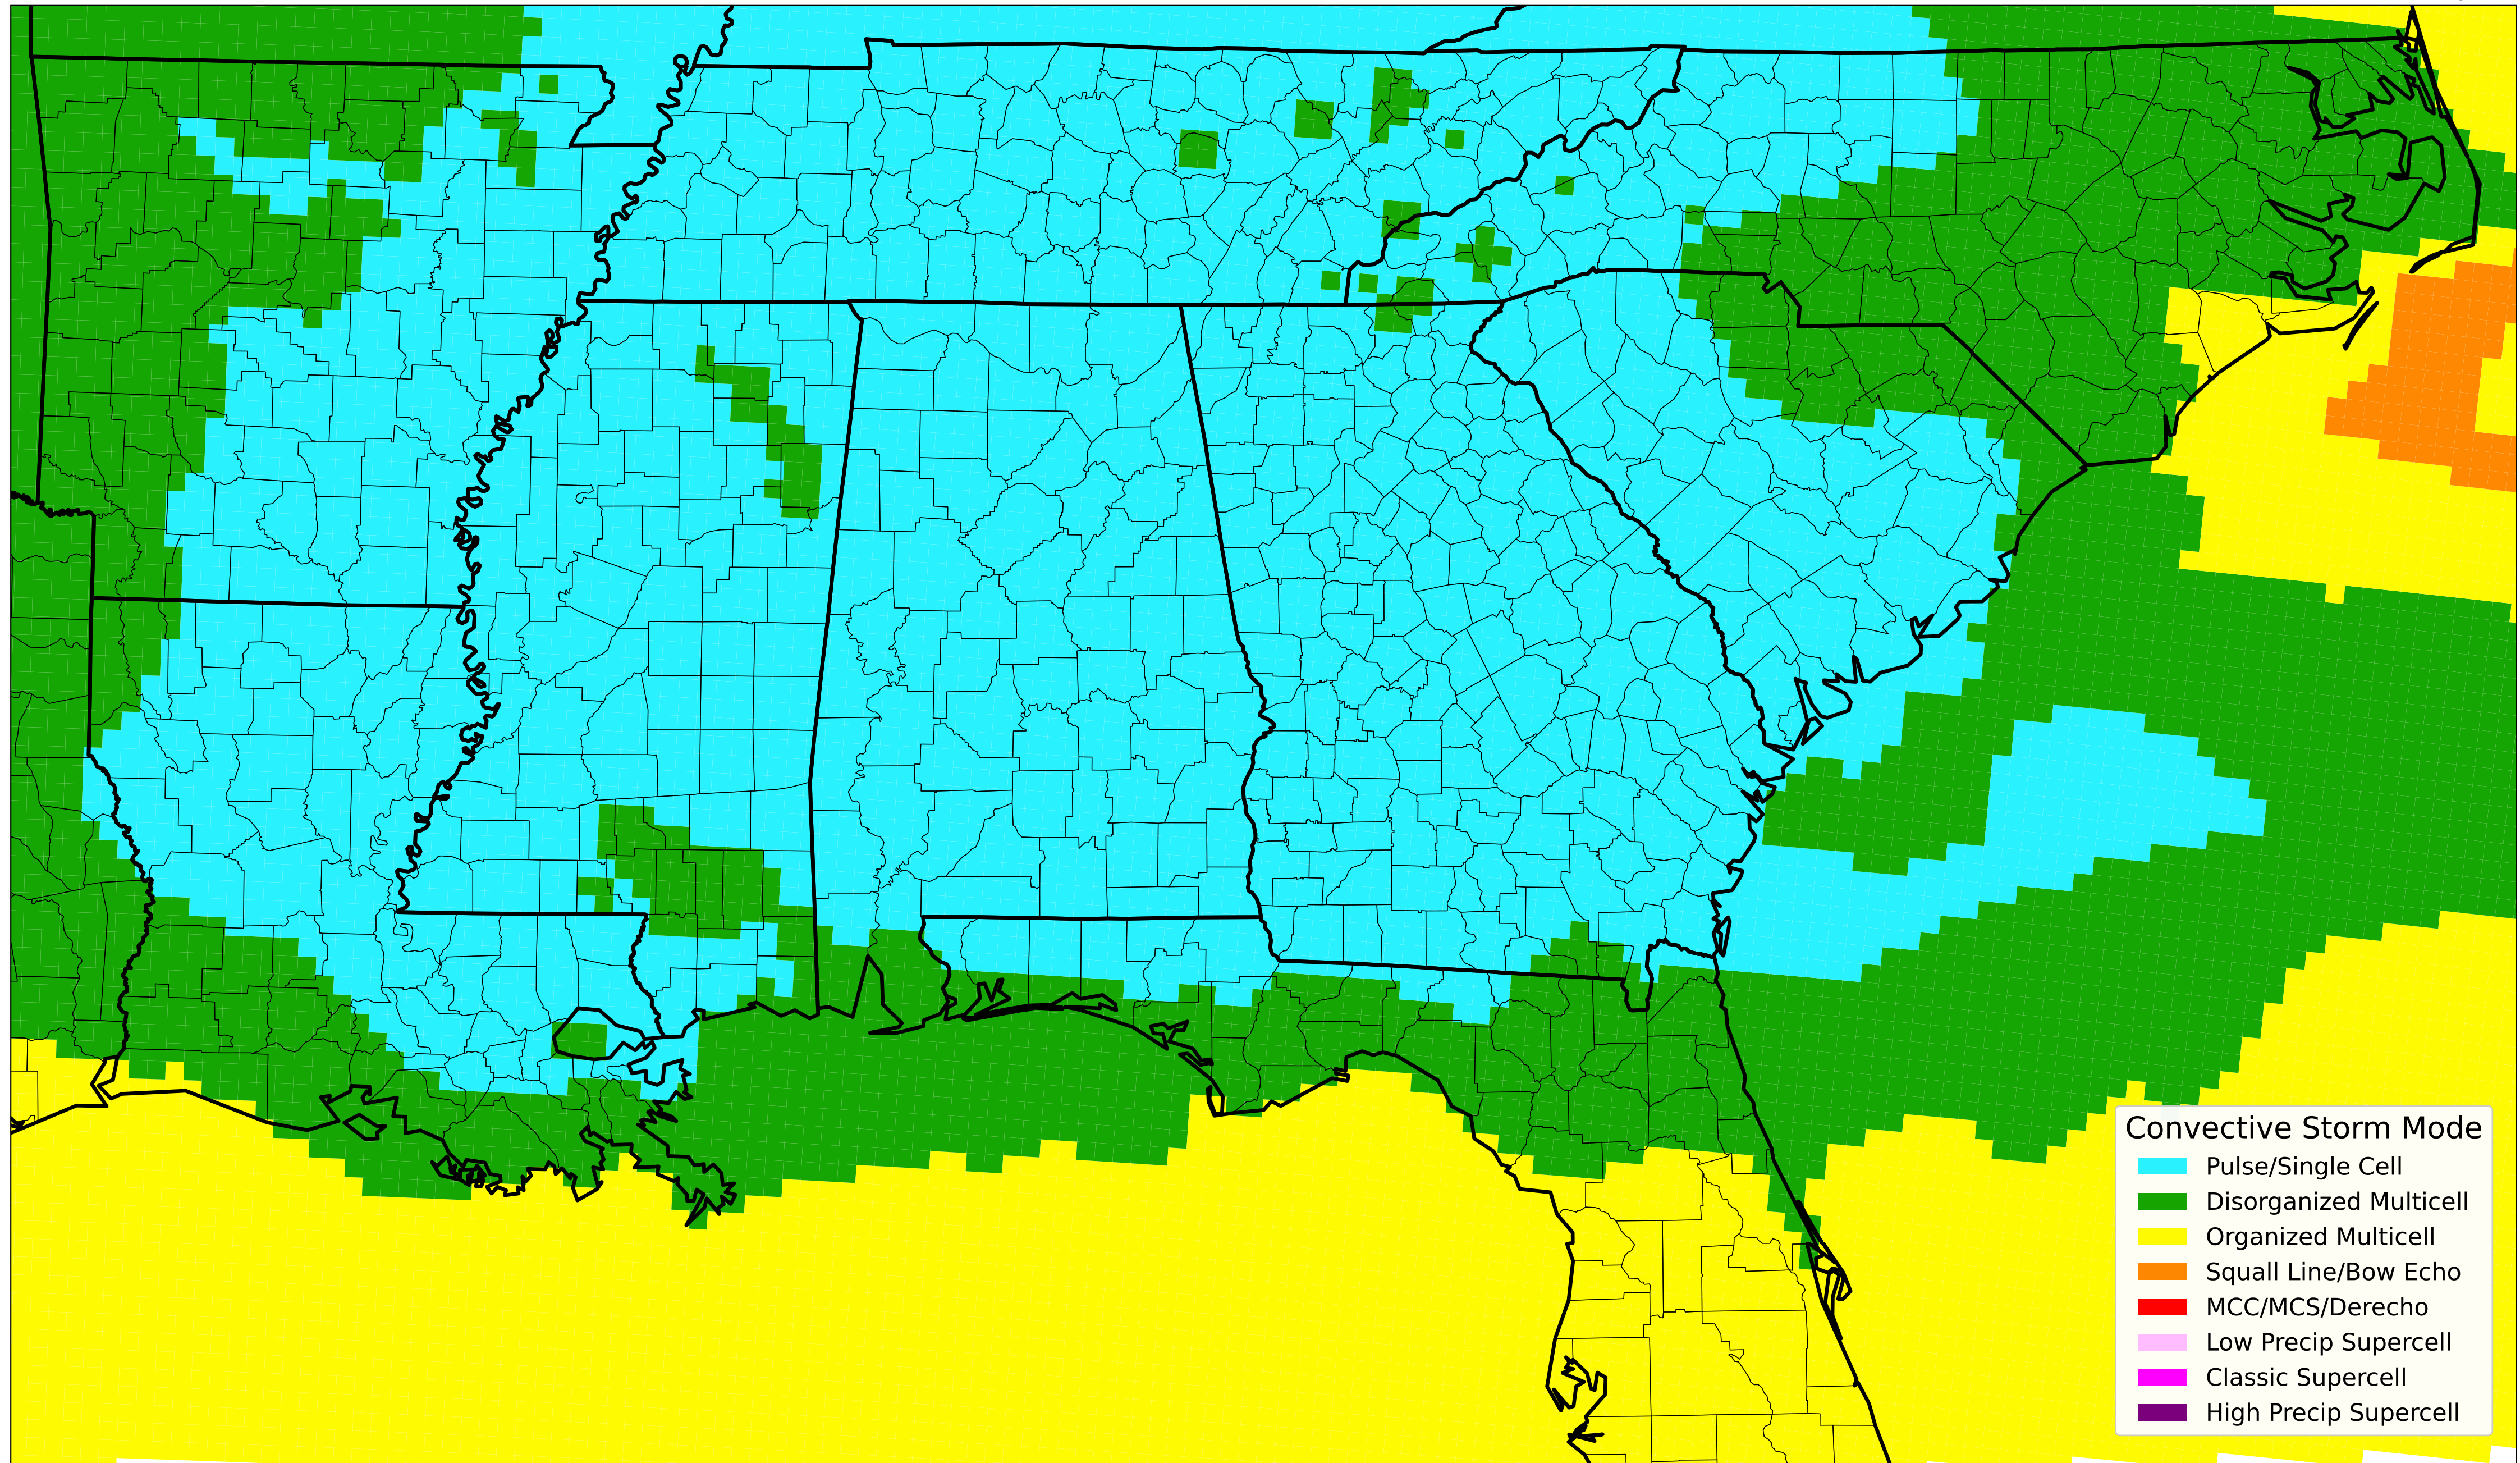 Convective Storm Mode
Pulse/Single Cell
Disorganized Multicell
Organized Multicell
Squall Line/Bow Echo
MCC/MCS/Derecho
Low Precip Supercell
Classic Supercell
High Precip Supercell